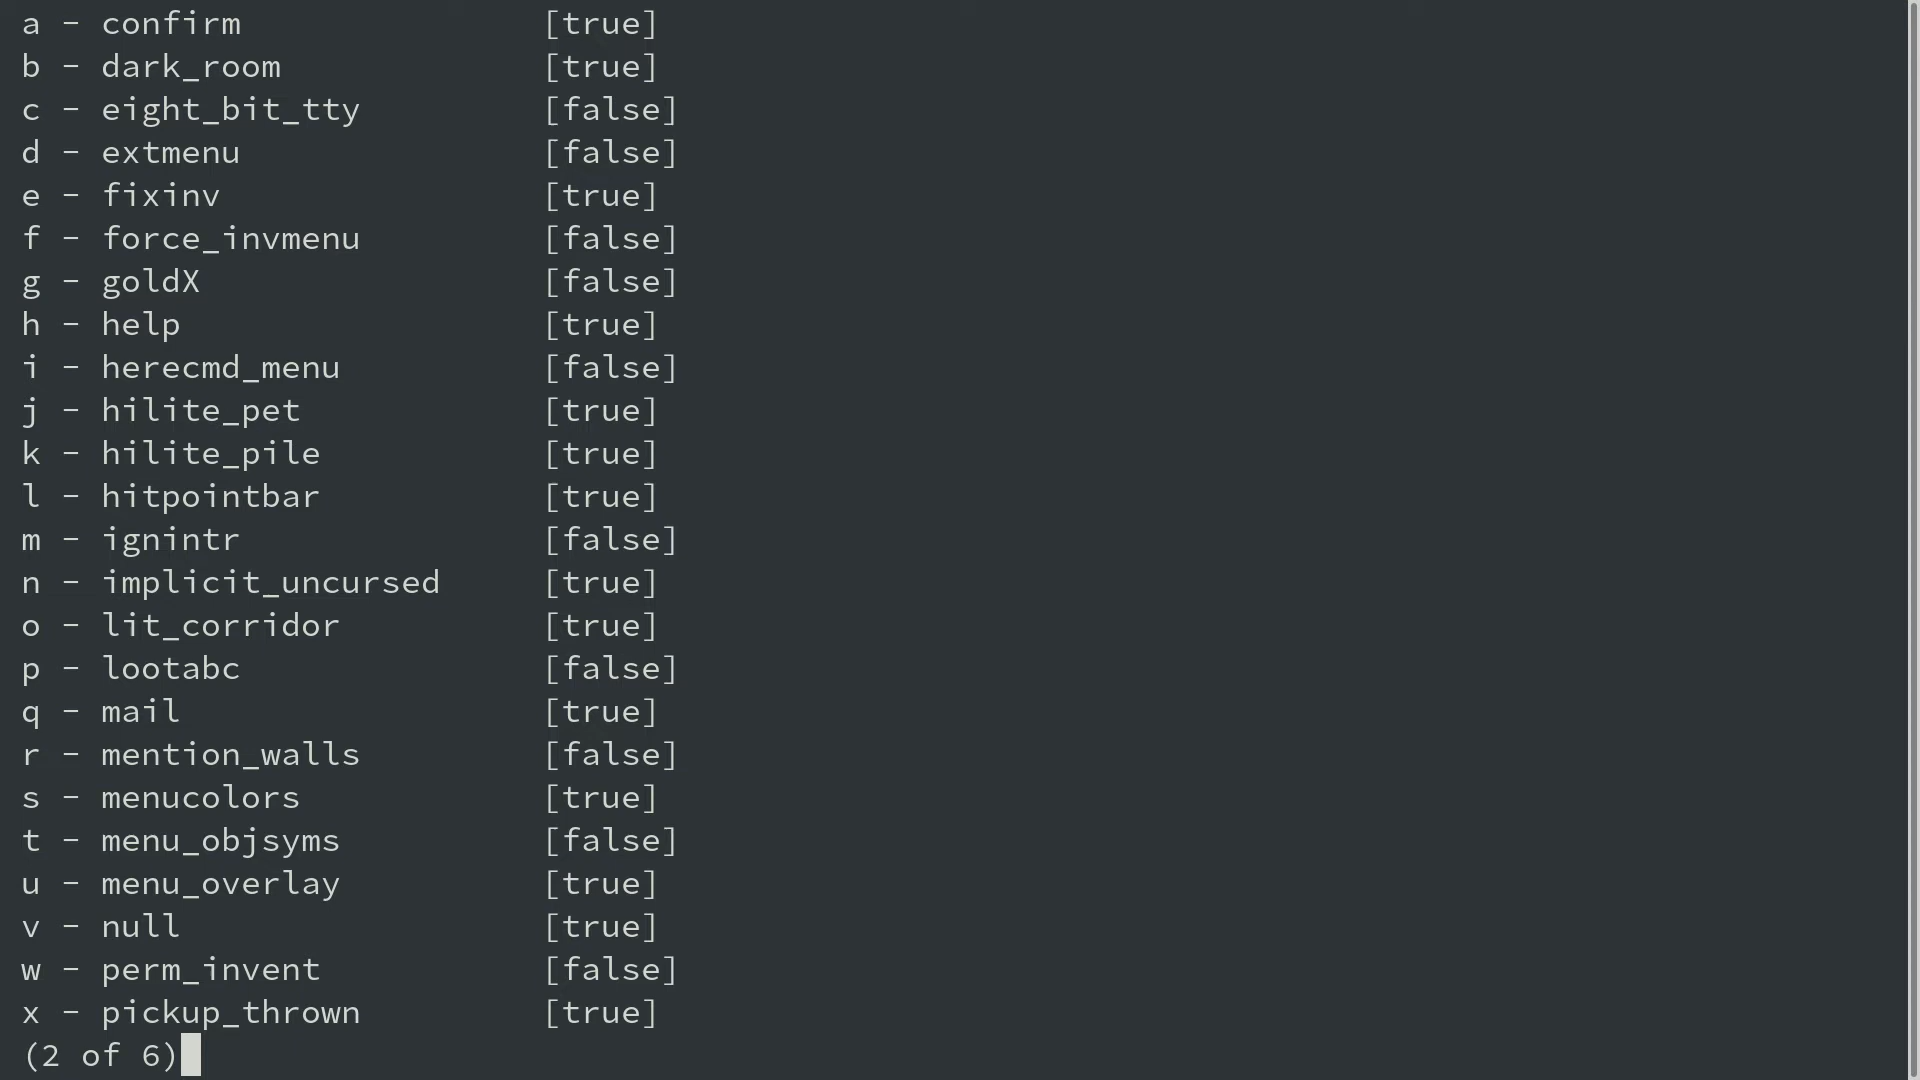 a - confirm [true]
b - dark_room [true]
c - eight_bit_tty [false]
d - extmenu [false]
e - fixinv [true]
f - force_invmenu [false]
g - goldX [false]
h - help [true]
i - herecmd_menu [false]
j - hilite_pet [true]
k - hilite_pile [true]
l - hitpointbar [true]
m - ignintr [false]
n - implicit_uncursed [true]
o - lit_corridor [true]
p - lootabc [false]
q - mail [true]
r - mention_walls [false]
s - menucolors [true]
t - menu_objsyms [false]
u - menu_overlay [true]
v - null [true]
w - perm_invent [false]
x - pickup_thrown [true]
(2 of 6)